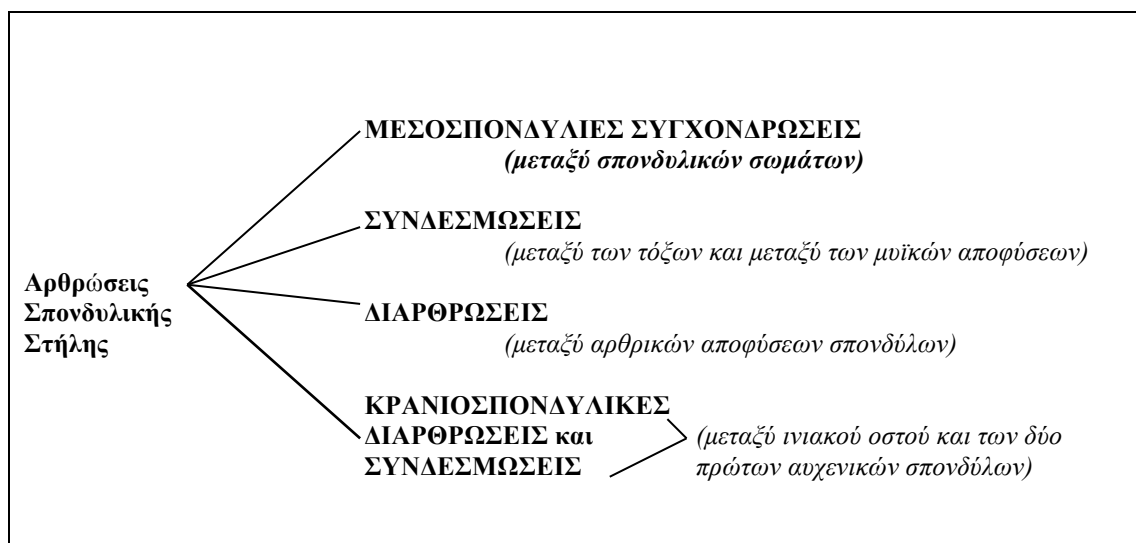 ΜΕΣΟΣΠΟΝΔΥΛΙΕΣ ΣΥΓΧΟΝΔΡΩΣΕΙΣ
(μεταξύ σπονδυλικών σωμάτων)
ΣΥΝΔΕΣΜΩΣΕΙΣ
(μεταξύ των τόξων και μεταξύ των μυϊκών αποφύσεων)
Αρθρώσεις
Σπονδυλικής
Στήλης
ΔΙΑΡΘΡΩΣΕΙΣ
(μεταξύ αρθρικών αποφύσεων σπονδύλων)
ΚΡΑΝΙΟΣΠΟΝΔΥΛΙΚΕΣ
ΔΙΑΡΘΡΩΣΕΙΣ και
ΣΥΝΔΕΣΜΩΣΕΙΣ
(μεταξύ ινιακού οστού και των δύο
πρώτων αυχενικών σπονδύλων)